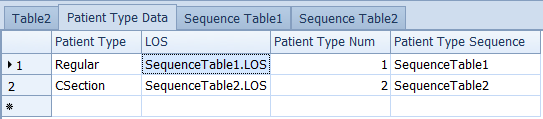 Table2 Patient Type Data Sequence Table1 Sequence Table2
Patient Type LOS Patient Type Num Patient Type Sequence
1 Regular SequenceTable1.LOS 1 SequenceTable1
2 CSection SequenceTable2.LOS 2 SequenceTable2
*